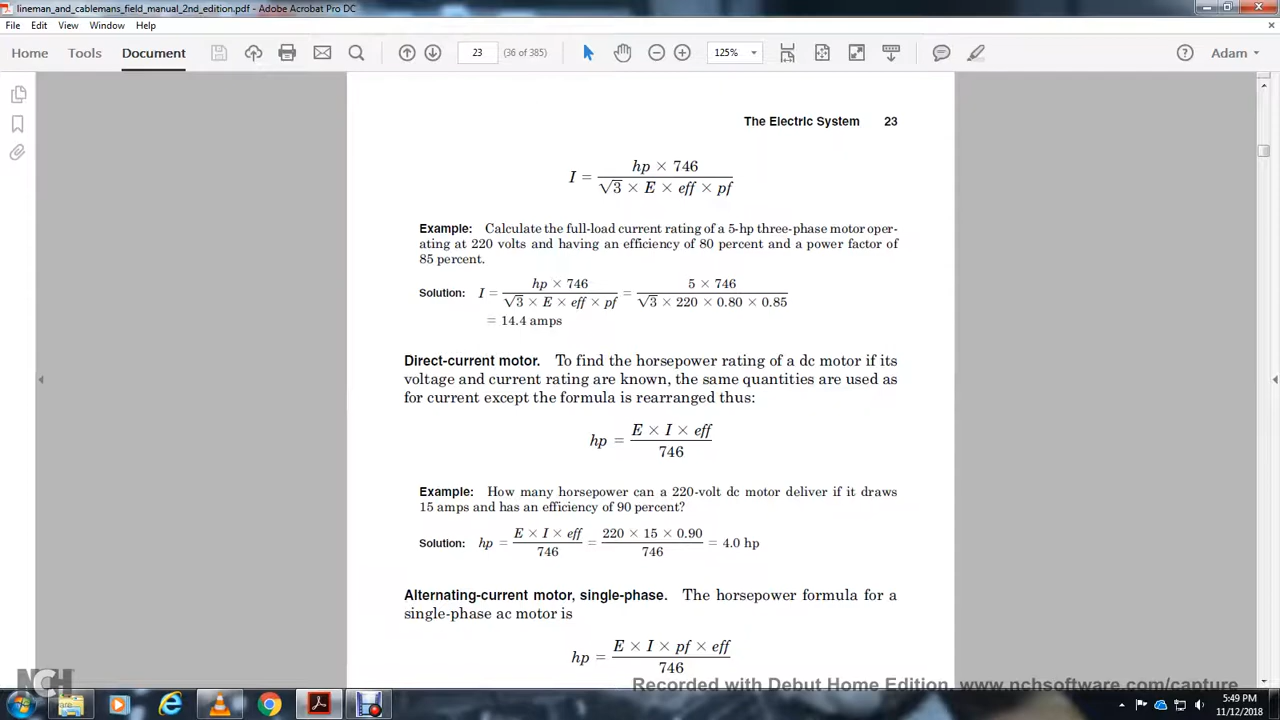 lineman_and_cablemans_field_manual_2nd_edition.pdf - Adobe Acrobat Pro DC
File Edit View Window Help
Home Tools Document 23 (36 of 385) 125% Adam
The Electric System 23
I = hp × 746 / √3 × E × eff × pf
Example: Calculate the full-load current rating of a 5-hp three-phase motor oper-
ating at 220 volts and having an efficiency of 80 percent and a power factor of
85 percent.
Solution: I = hp × 746 / √3 × E × eff × pf = 5 × 746 / √3 × 220 × 0.80 × 0.85
= 14.4 amps
Direct-current motor. To find the horsepower rating of a dc motor if its
voltage and current rating are known, the same quantities are used as
for current except the formula is rearranged thus:
hp = E × I × eff / 746
Example: How many horsepower can a 220-volt dc motor deliver if it draws
15 amps and has an efficiency of 90 percent?
Solution: hp = E × I × eff / 746 = 220 × 15 × 0.90 / 746 = 4.0 hp
Alternating-current motor, single-phase. The horsepower formula for a
single-phase ac motor is
hp = E × I × pf × eff / 746
NCH
Recorded with Debut Home Edition. www.nchsoftware.com/capture
5:49 PM
11/12/2018